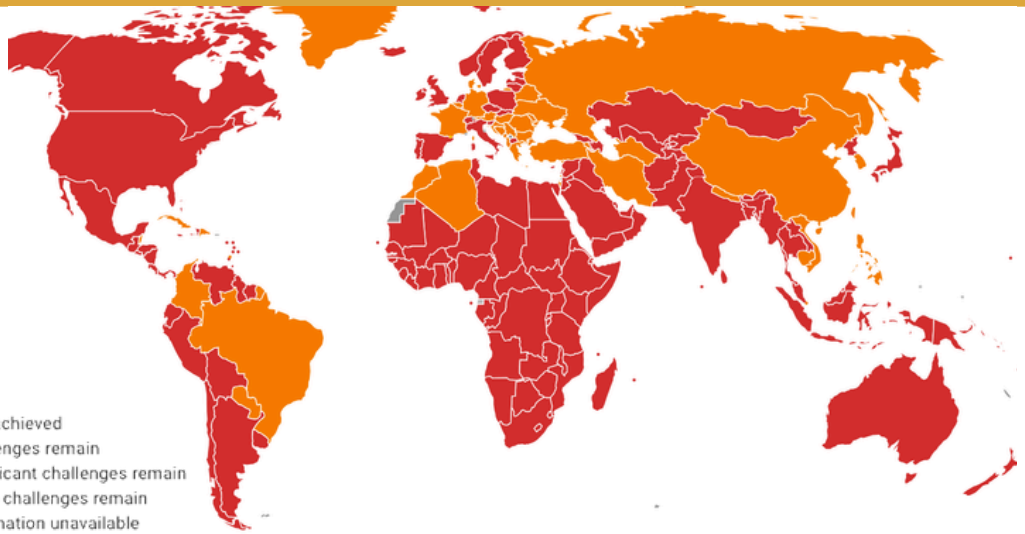 chieved
enges remain
icant challenges remain
challenges remain
nation unavailable